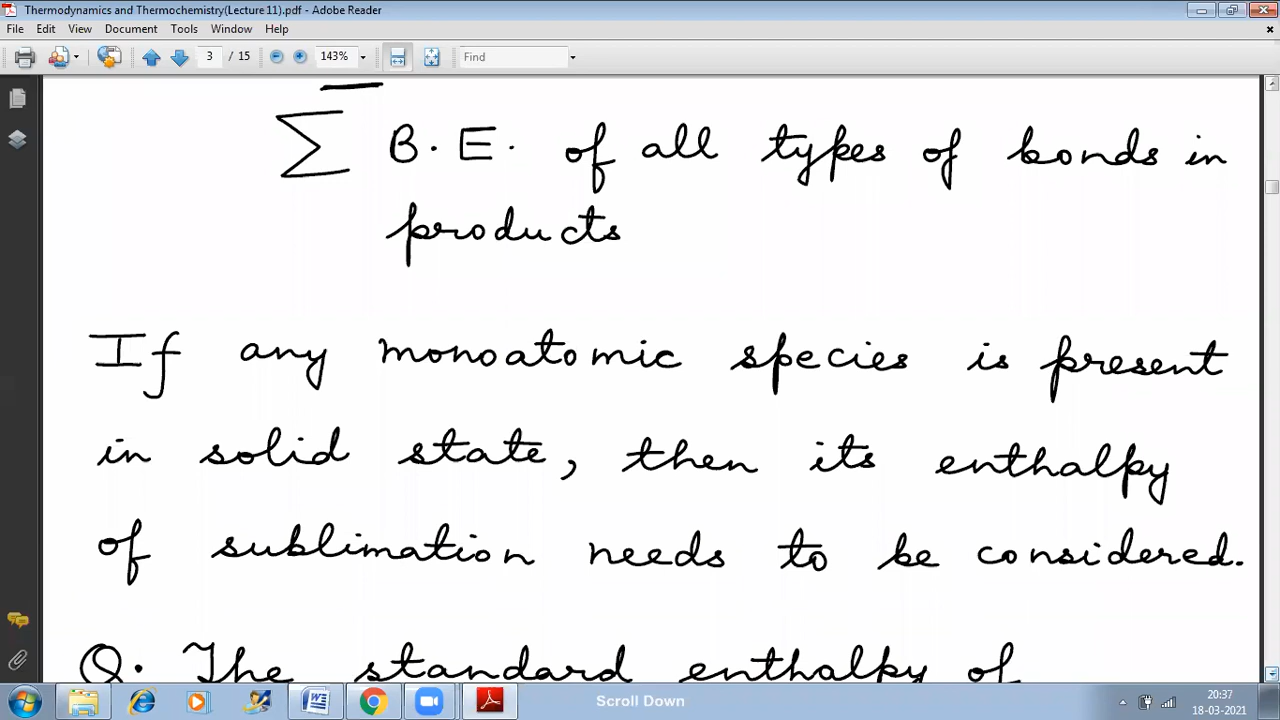 Thermodynamics and Thermochemistry(Lecture 11).pdf - Adobe Reader
File Edit View Document Tools Window Help
3 / 15 143% Find
∑ B.E. of all types of bonds in
products
If any monoatomic species is present
in solid state, then its enthalpy
of sublimation needs to be considered.
Q. The standard enthalpy of
Scroll Down
20:37
18-03-2021